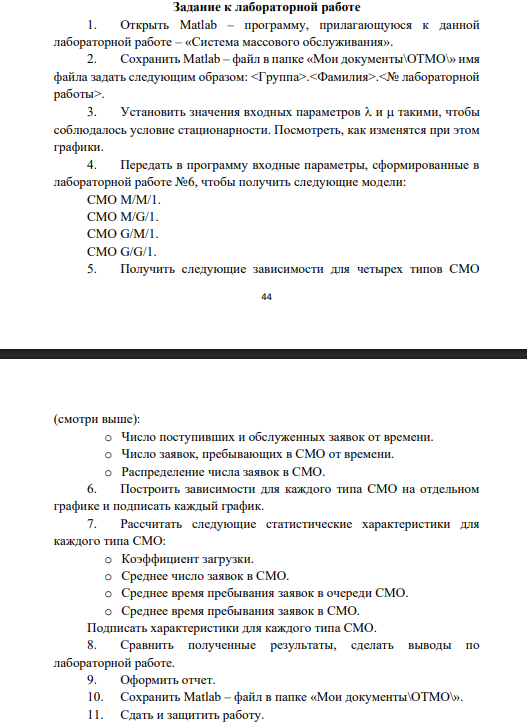 Задание к лабораторной работе
1. Открыть Matlab – программу, прилагающуюся к данной
лабораторной работе – «Система массового обслуживания».
2. Сохранить Matlab – файл в папке «Мои документы\ОТМО\» имя
файла задать следующим образом: <Группа>.<Фамилия>.<№ лабораторной
работы>.
3. Установить значения входных параметров λ и μ такими, чтобы
соблюдалось условие стационарности. Посмотреть, как изменятся при этом
графики.
4. Передать в программу входные параметры, сформированные в
лабораторной работе №6, чтобы получить следующие модели:
СМО M/M/1.
СМО M/G/1.
СМО G/M/1.
СМО G/G/1.
5. Получить следующие зависимости для четырех типов СМО
44
(смотри выше):
o Число поступивших и обслуженных заявок от времени.
o Число заявок, пребывающих в СМО от времени.
o Распределение числа заявок в СМО.
6. Построить зависимости для каждого типа СМО на отдельном
графике и подписать каждый график.
7. Рассчитать следующие статистические характеристики для
каждого типа СМО:
o Коэффициент загрузки.
o Среднее число заявок в СМО.
o Среднее время пребывания заявок в очереди СМО.
o Среднее время пребывания заявок в СМО.
Подписать характеристики для каждого типа СМО.
8. Сравнить полученные результаты, сделать выводы по
лабораторной работе.
9. Оформить отчет.
10. Сохранить Matlab – файл в папке «Мои документы\ОТМО\».
11. Сдать и защитить работу.